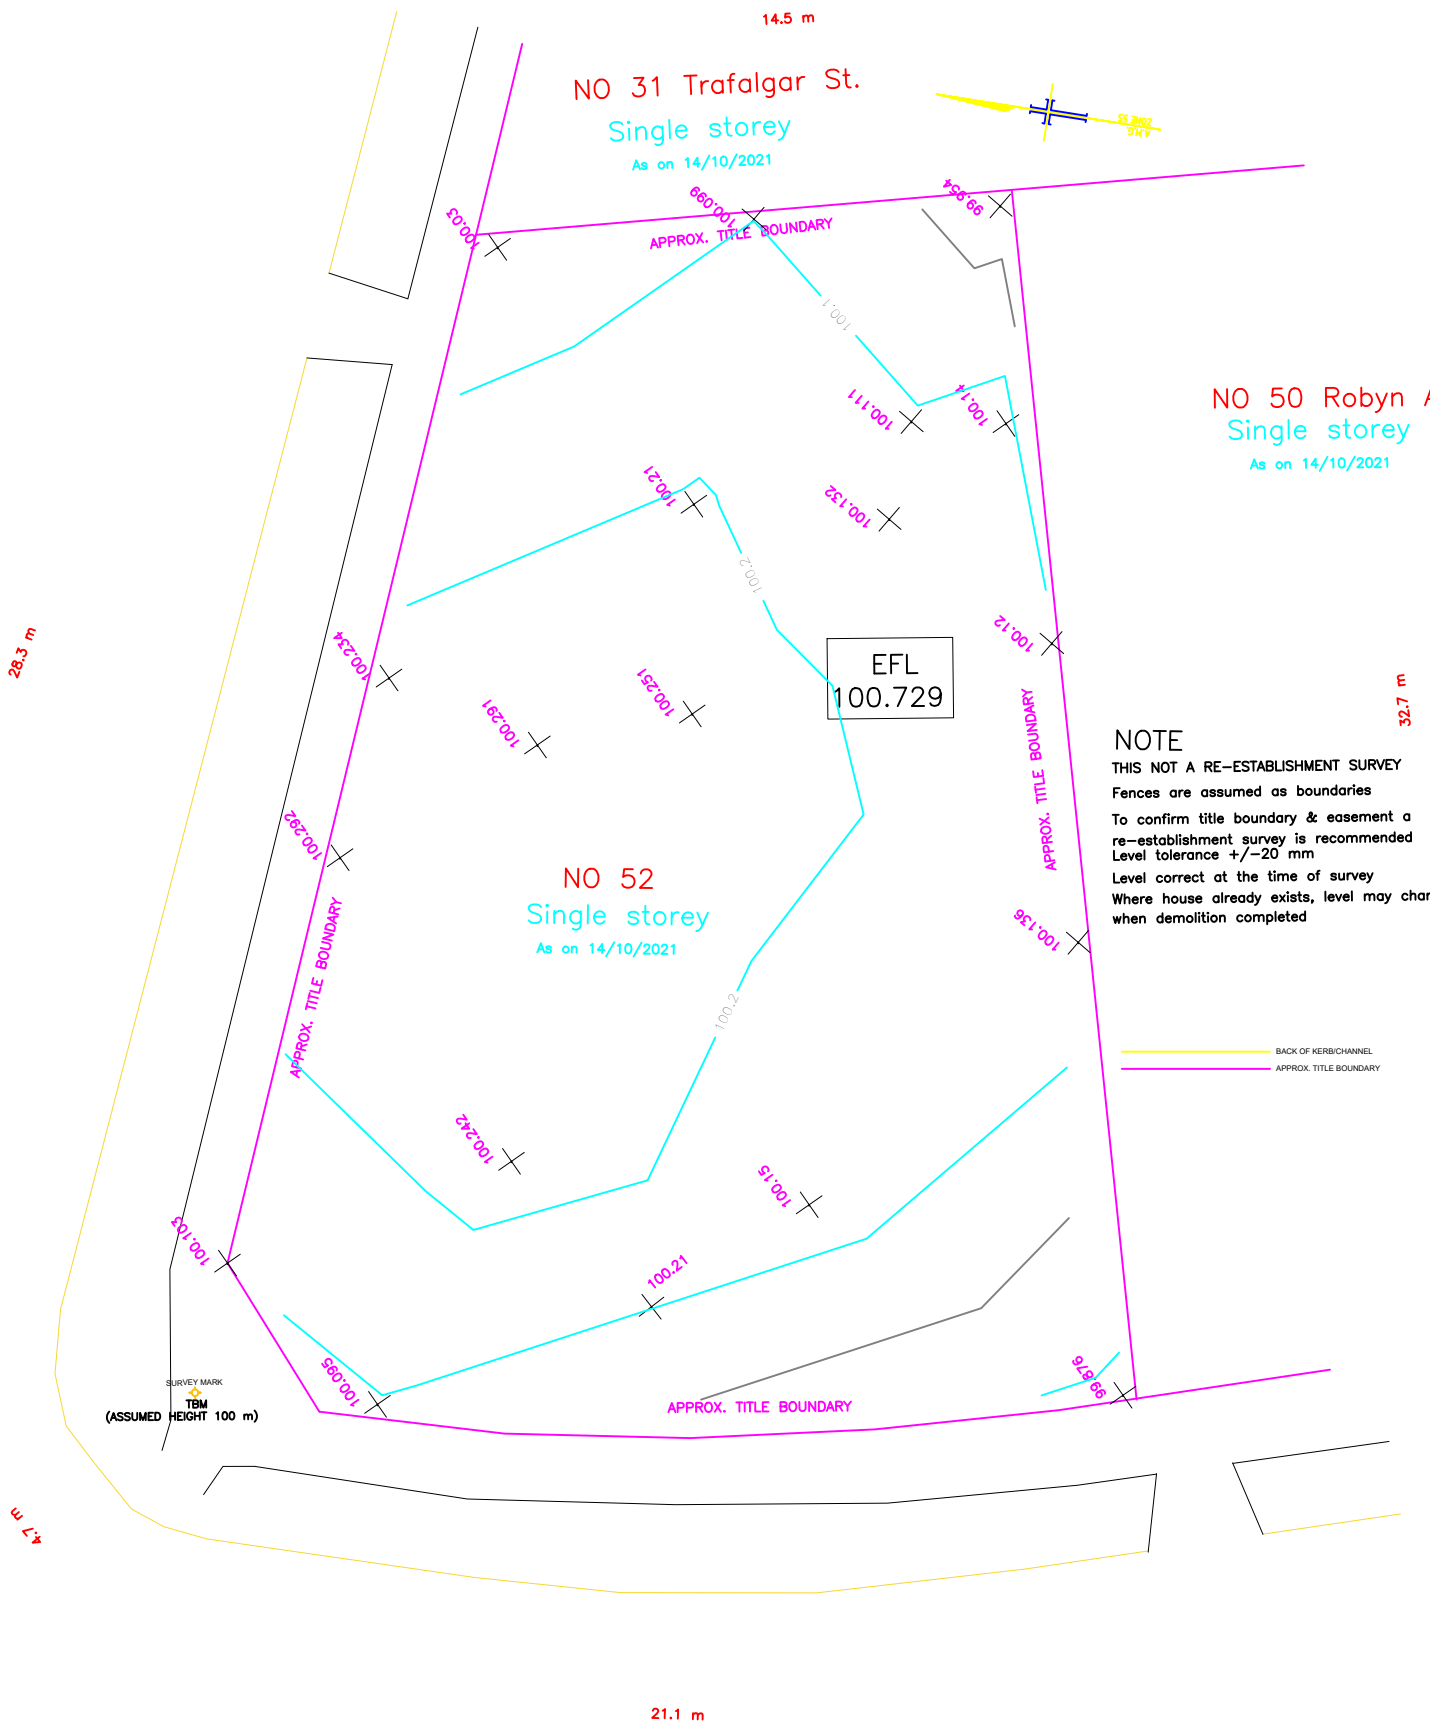 14.5 m
NO 31 Trafalgar St.
Single storey
As on 14/10/2021
A.M.G
ZONE 55
100.03
100.099
99.954
APPROX. TITLE BOUNDARY
100.1
100.111
100.14
NO 50 Robyn A
Single storey
As on 14/10/2021
100.21
100.132
100.2
28.3 m
100.234
100.12
EFL
100.729
100.291
100.251
32.7 m
APPROX. TITLE BOUNDARY
NOTE
THIS NOT A RE-ESTABLISHMENT SURVEY
Fences are assumed as boundaries
To confirm title boundary & easement a
re-establishment survey is recommended
Level tolerance +/-20 mm
Level correct at the time of survey
Where house already exists, level may char
when demolition completed
100.292
NO 52
Single storey
As on 14/10/2021
APPROX. TITLE BOUNDARY
100.136
100.2
BACK OF KERB/CHANNEL
APPROX. TITLE BOUNDARY
100.242
100.15
100.103
100.21
100.095
99.876
SURVEY MARK
TBM
(ASSUMED HEIGHT 100 m)
APPROX. TITLE BOUNDARY
4.7 m
21.1 m